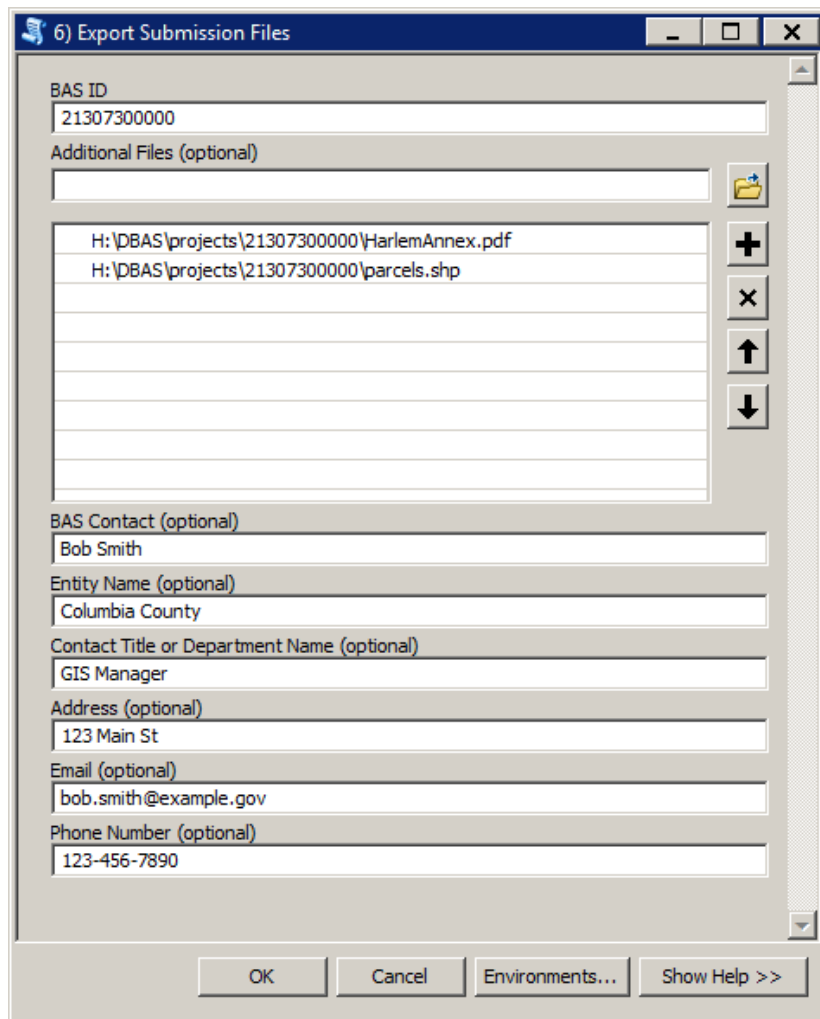 6) Export Submission Files
BAS ID
21307300000
Additional Files (optional)
H:\DBAS\projects\21307300000\HarlemAnnex.pdf
H:\DBAS\projects\21307300000\parcels.shp
BAS Contact (optional)
Bob Smith
Entity Name (optional)
Columbia County
Contact Title or Department Name (optional)
GIS Manager
Address (optional)
123 Main St
Email (optional)
bob.smith@example.gov
Phone Number (optional)
123-456-7890
OK Cancel Environments... Show Help >>